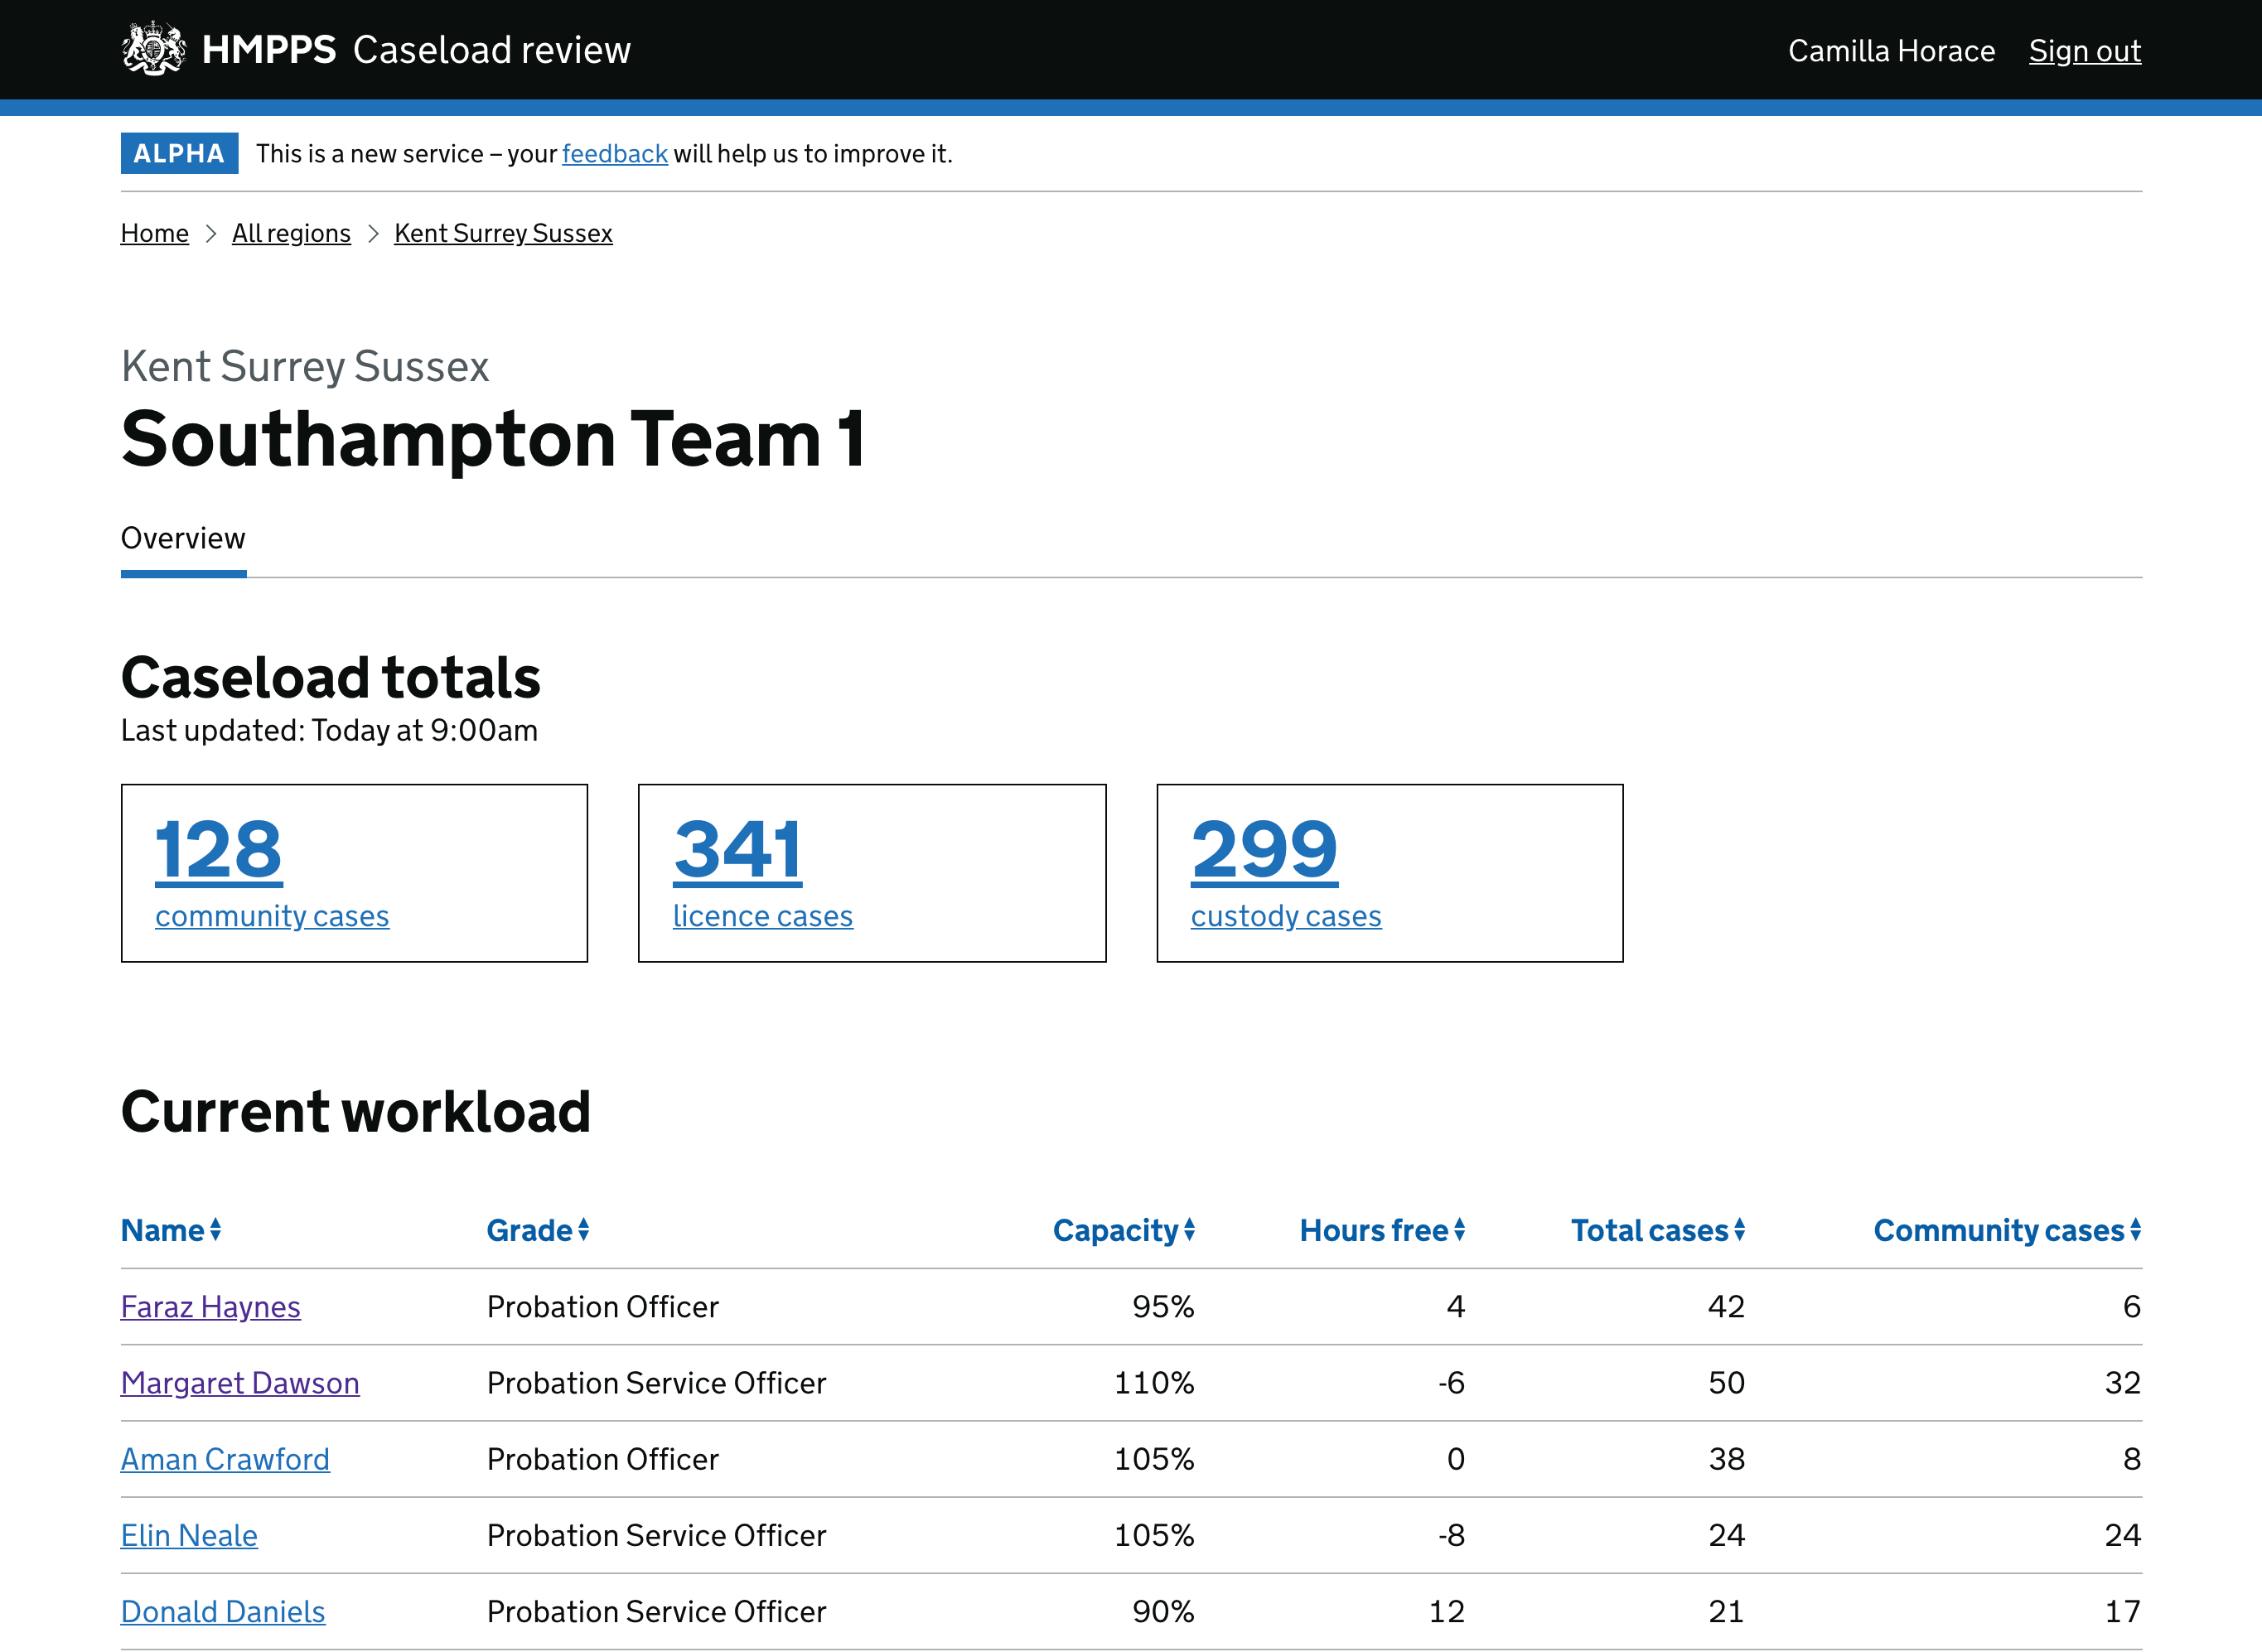 HMPPS Caseload review Camilla Horace Sign out
ALPHA This is a new service – your feedback will help us to improve it.
Home > All regions > Kent Surrey Sussex
Kent Surrey Sussex
Southampton Team 1
Overview
Caseload totals
Last updated: Today at 9:00am
128 341 299
community cases licence cases custody cases
Current workload
Name Grade Capacity Hours free Total cases Community cases
Faraz Haynes Probation Officer 95% 4 42 6
Margaret Dawson Probation Service Officer 110% -6 50 32
Aman Crawford Probation Officer 105% 0 38 8
Elin Neale Probation Service Officer 105% -8 24 24
Donald Daniels Probation Service Officer 90% 12 21 17